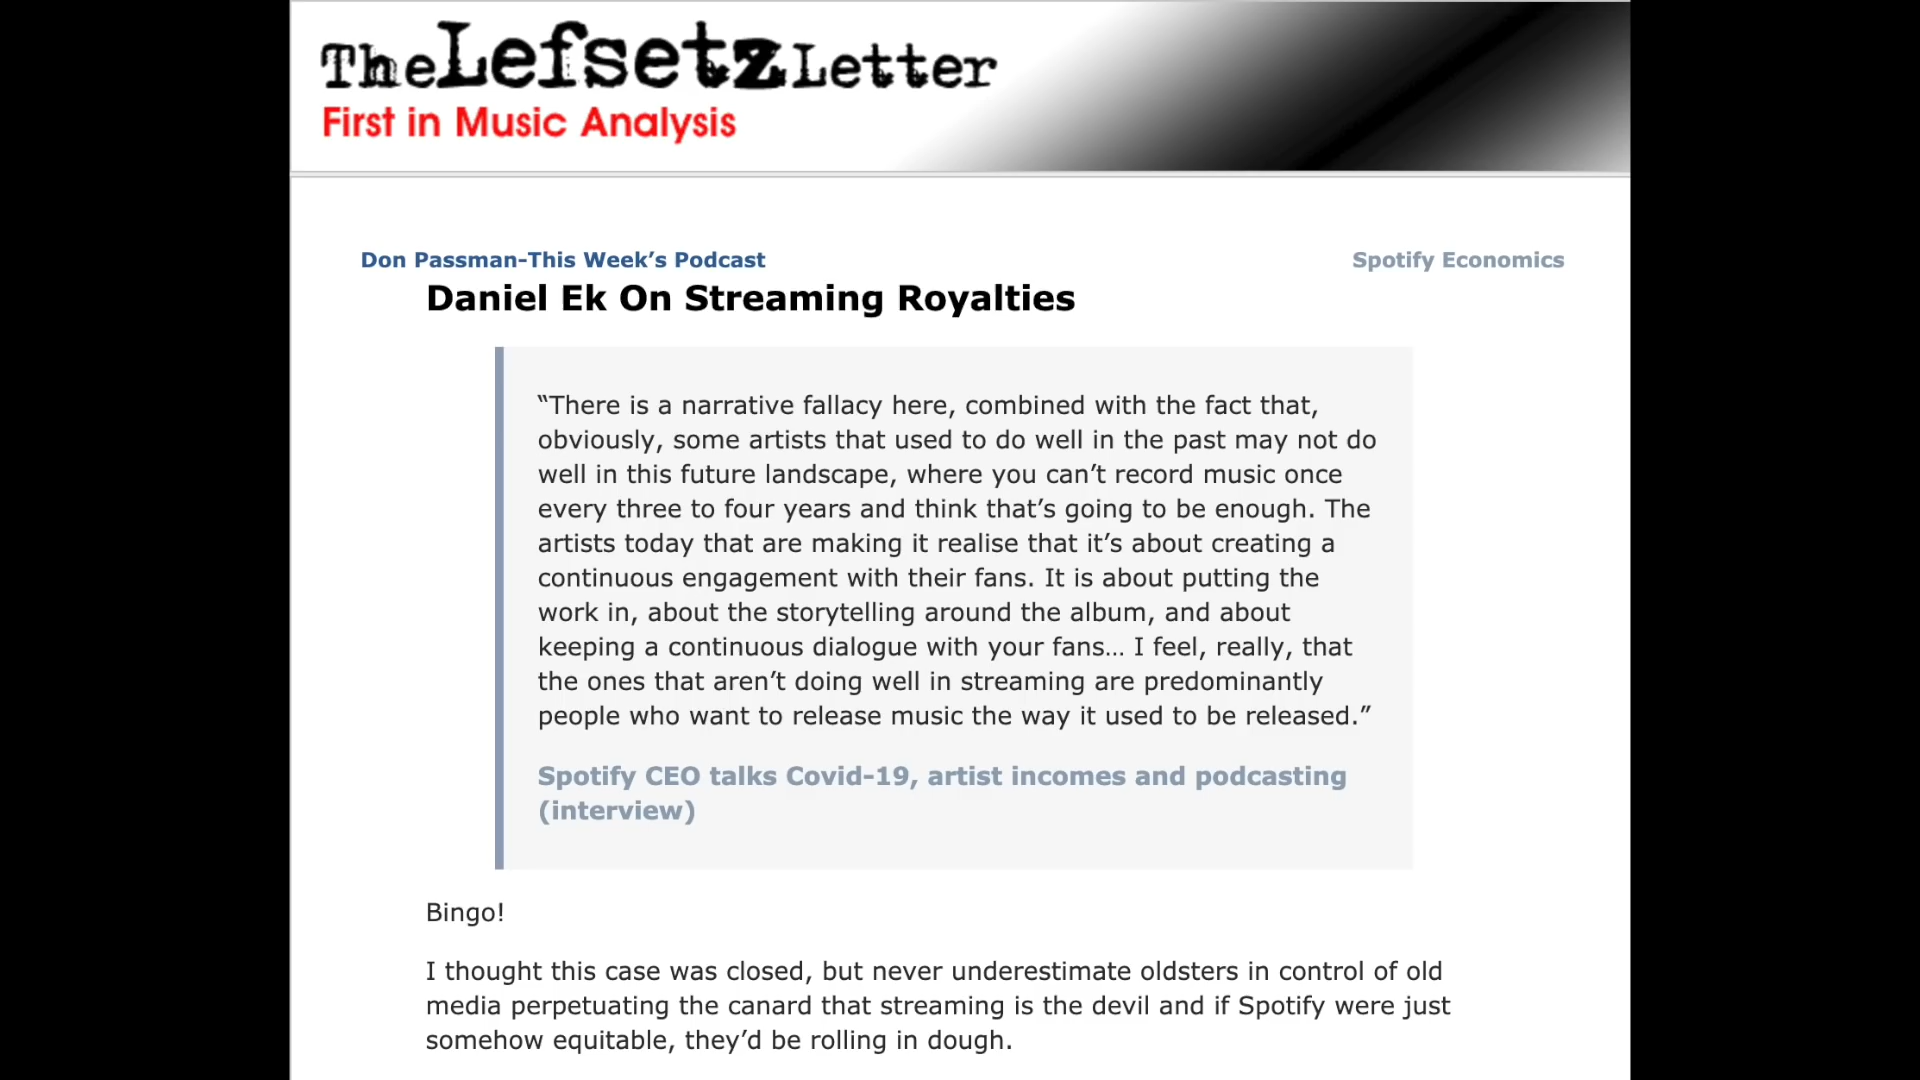 The Lefsetz Letter
First in Music Analysis
Don Passman-This Week’s Podcast
Spotify Economics
Daniel Ek On Streaming Royalties
“There is a narrative fallacy here, combined with the fact that,
obviously, some artists that used to do well in the past may not do
well in this future landscape, where you can’t record music once
every three to four years and think that’s going to be enough. The
artists today that are making it realise that it’s about creating a
continuous engagement with their fans. It is about putting the
work in, about the storytelling around the album, and about
keeping a continuous dialogue with your fans… I feel, really, that
the ones that aren’t doing well in streaming are predominantly
people who want to release music the way it used to be released.”
Spotify CEO talks Covid-19, artist incomes and podcasting
(interview)
Bingo!
I thought this case was closed, but never underestimate oldsters in control of old
media perpetuating the canard that streaming is the devil and if Spotify were just
somehow equitable, they’d be rolling in dough.